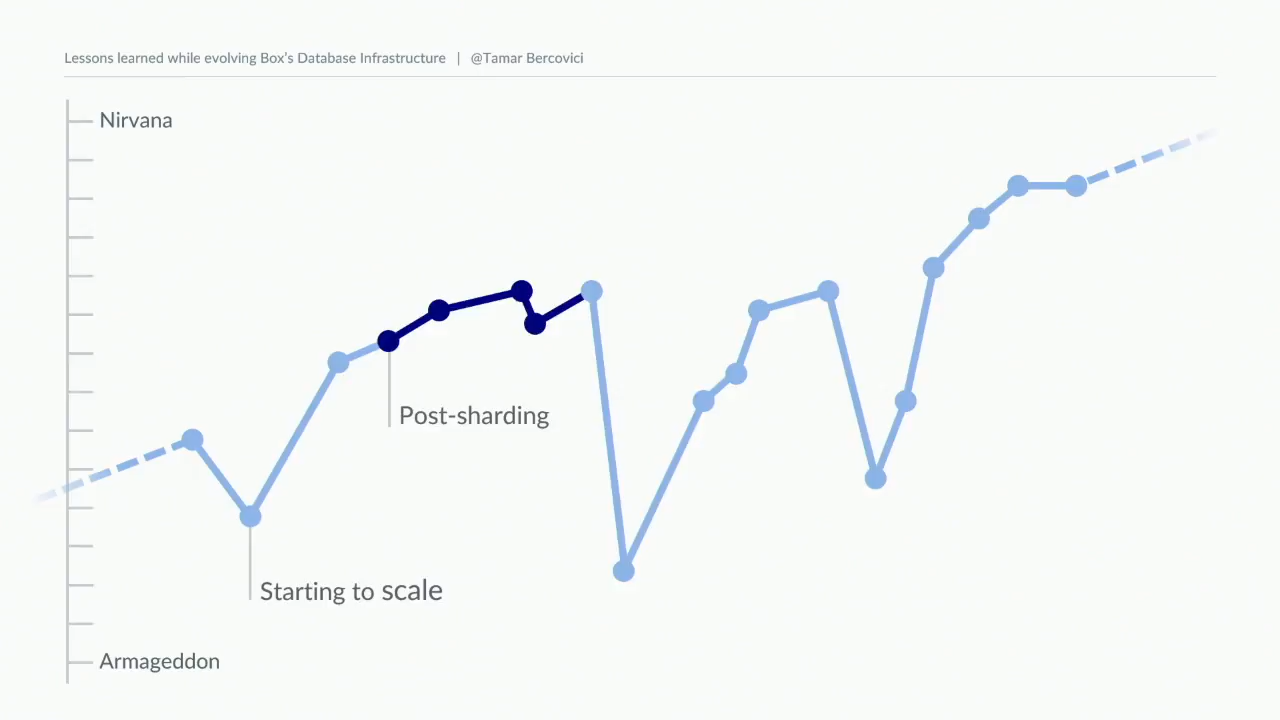 Lessons learned while evolving Box's Database Infrastructure | @Tamar Bercovici
Nirvana
Post-sharding
Starting to scale
Armageddon